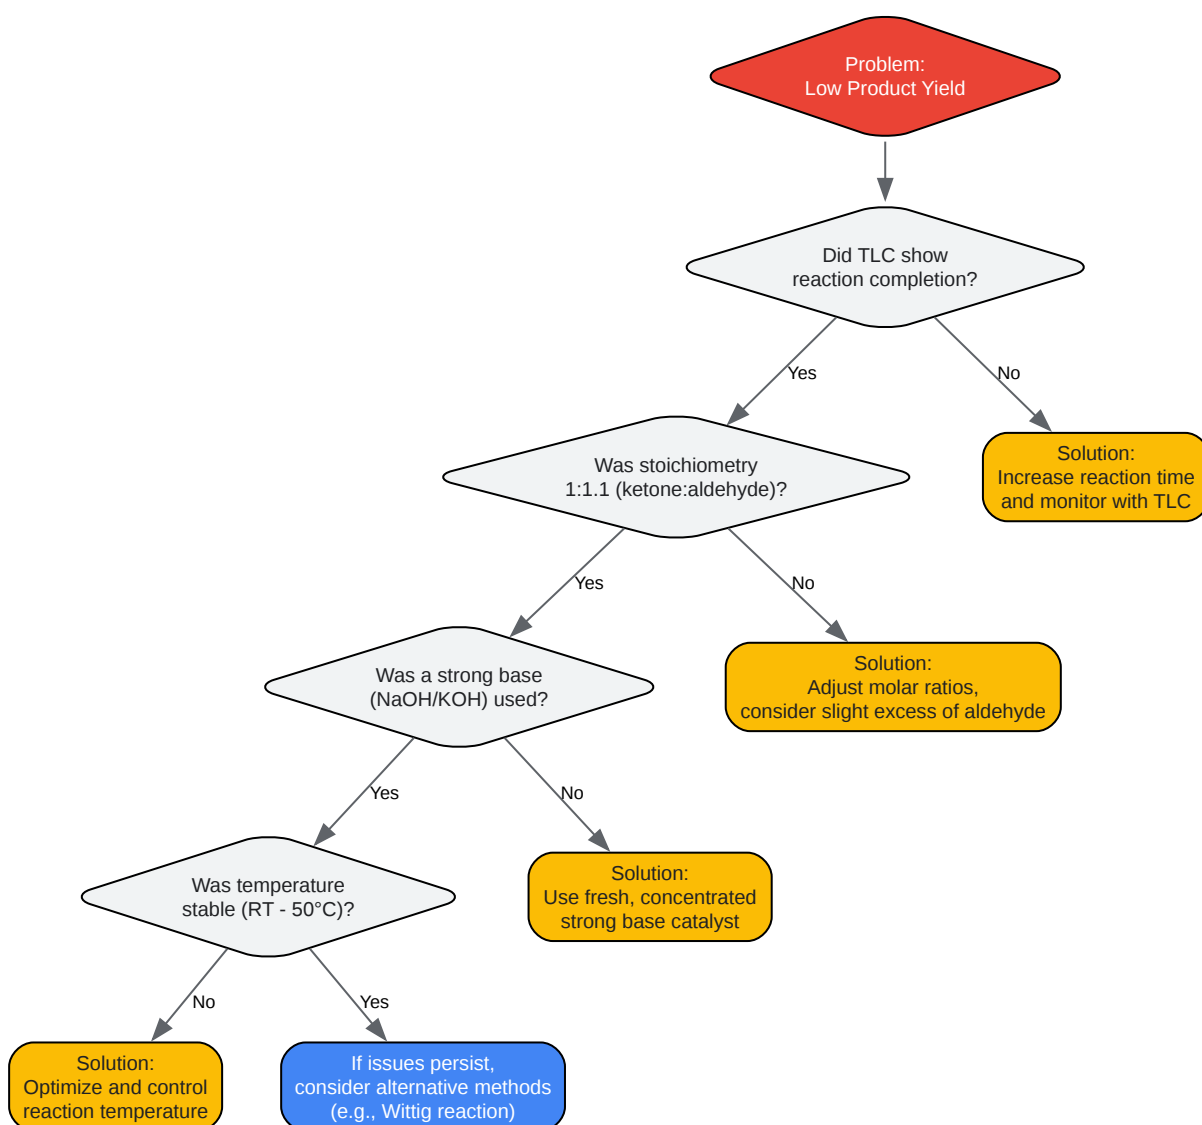 Problem:
Low Product Yield
Did TLC show
reaction completion?
Yes
No
Was stoichiometry
1:1.1 (ketone:aldehyde)?
Solution:
Increase reaction time
and monitor with TLC
Yes
No
Was a strong base
(NaOH/KOH) used?
Solution:
Adjust molar ratios,
consider slight excess of aldehyde
Yes
No
Was temperature
stable (RT - 50°C)?
Solution:
Use fresh, concentrated
strong base catalyst
No
Yes
Solution:
Optimize and control
reaction temperature
If issues persist,
consider alternative methods
(e.g., Wittig reaction)